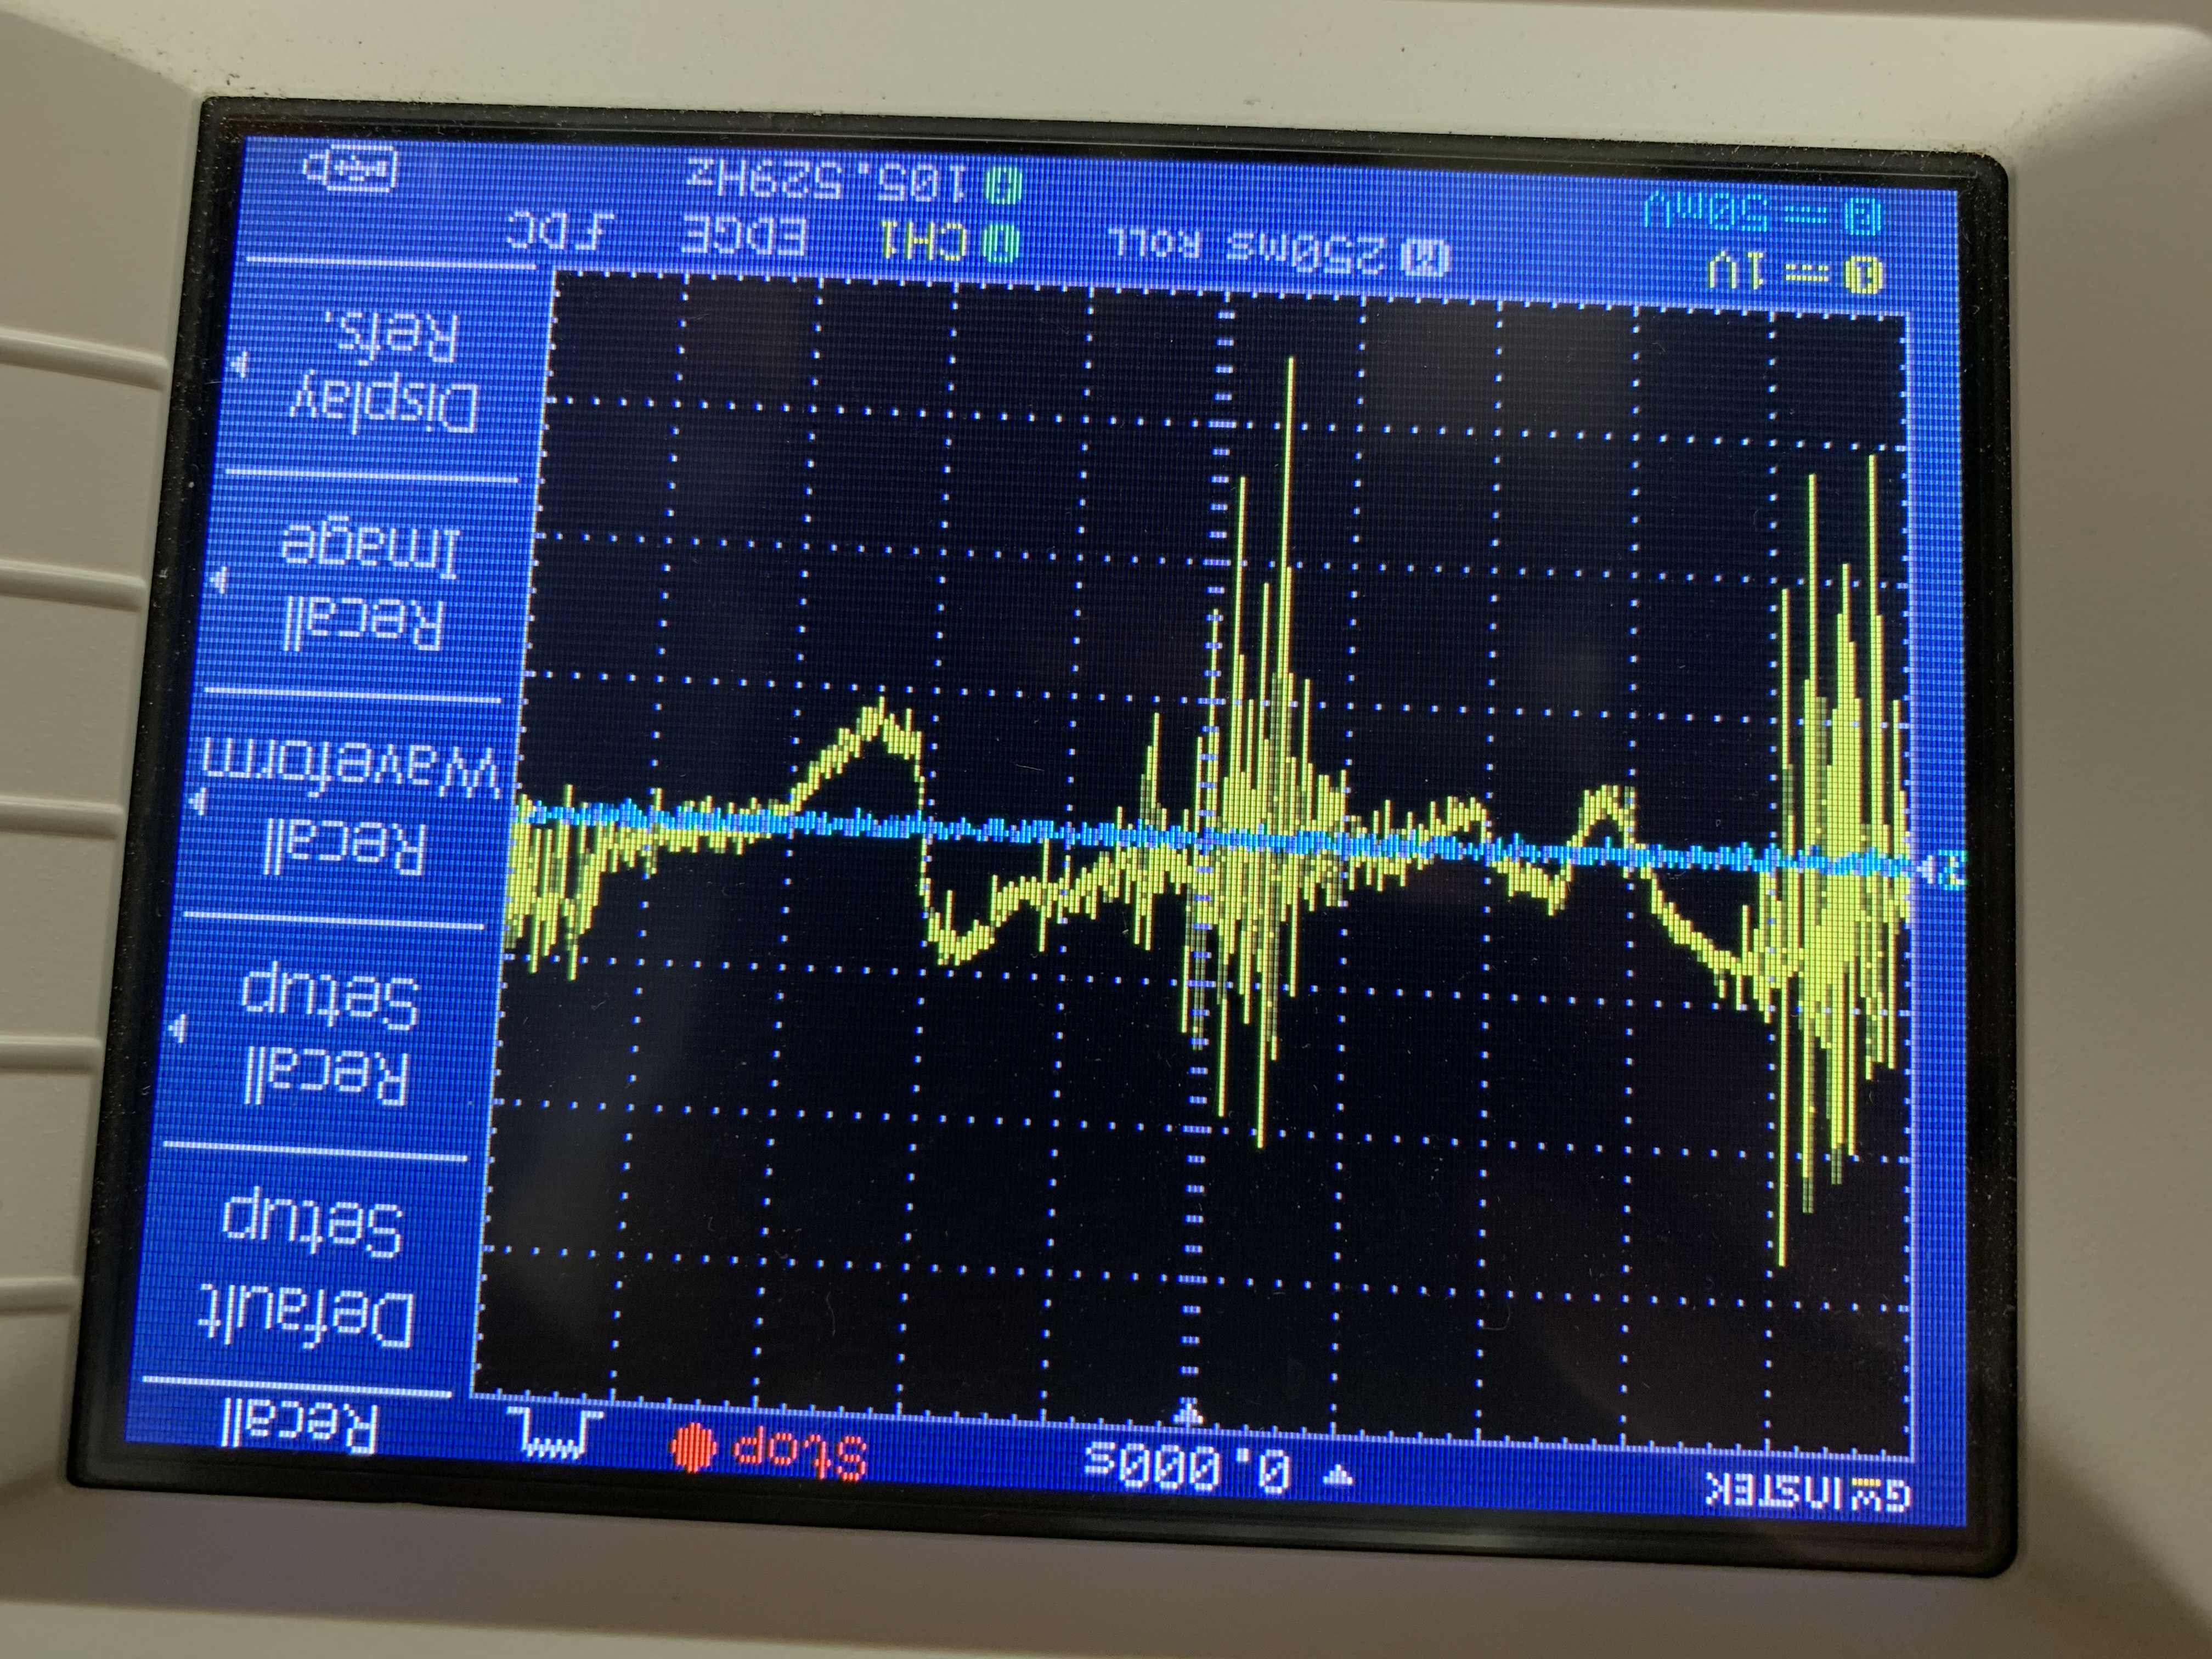 GW INSTEK
0.000s
Stop
Recall
Default
Setup
Recall
Setup
Recall
Waveform
Recall
Image
Display
Refs.
2
1 1V
M 250ms ROLL
T CH1 EDGE DC
2 50mV
105.529Hz